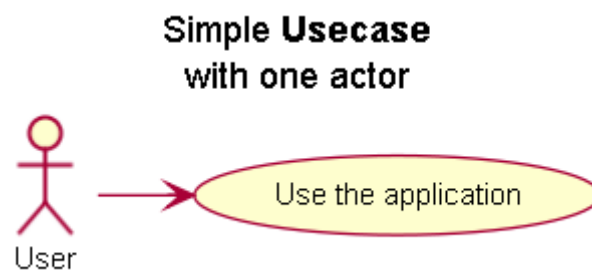 Simple Usecase
with one actor
Use the application
User